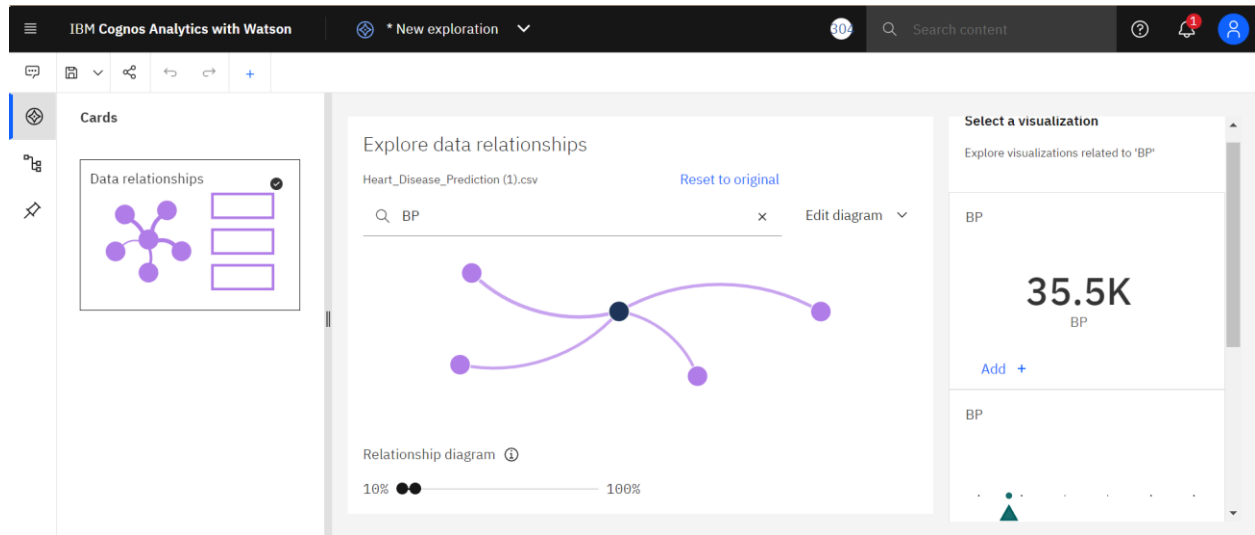 IBM Cognos Analytics with Watson
* New exploration
304
Search content
1
Cards
Data relationships
Explore data relationships
Heart_Disease_Prediction (1).csv
Reset to original
BP
Edit diagram
Relationship diagram
10%
100%
Select a visualization
Explore visualizations related to 'BP'
BP
35.5K
BP
Add +
BP